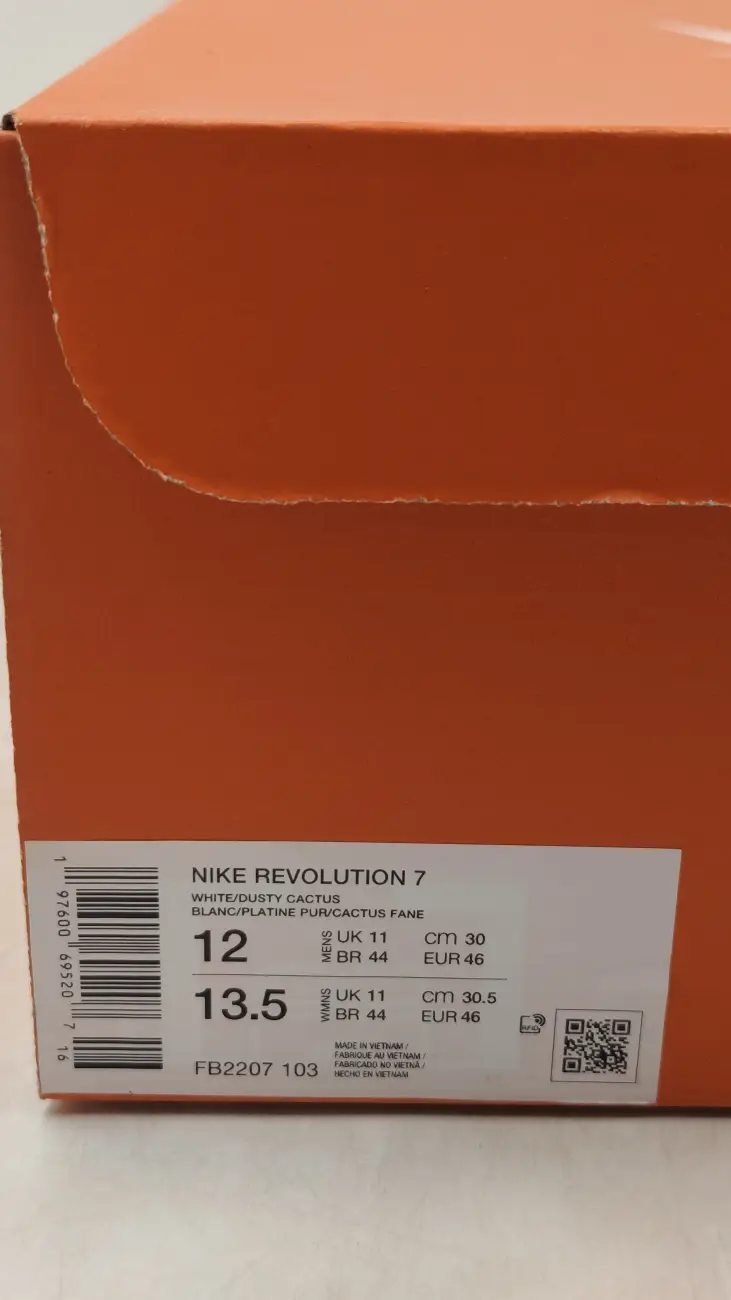 NIKE REVOLUTION 7
WHITE/DUSTY CACTUS
BLANC/PLATINE PUR/CACTUS FANE
12 MENS UK 11 cm 30
BR 44 EUR 46
13.5 WMNS UK 11 cm 30.5
BR 44 EUR 46
FB2207 103
MADE IN VIETNAM /
FABRIQUE AU VIETNAM /
FABRICADO NO VIETNÃ /
HECHO EN VIETNAM
RFID
1 97600 69520 7 16